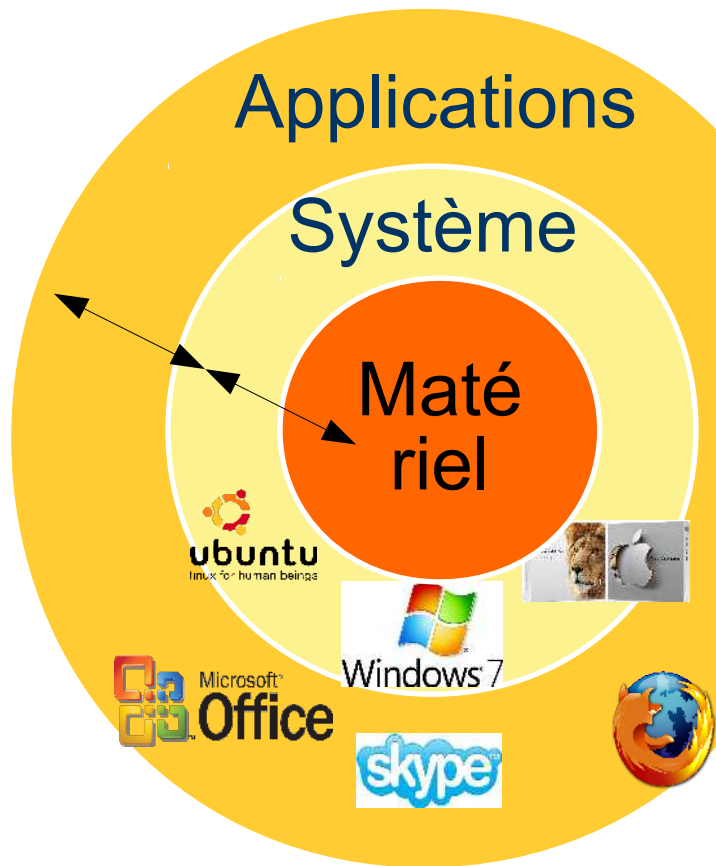 Applications
Système
Maté
riel
ubuntu
linux for human beings
Windows 7
Microsoft
Office
skype